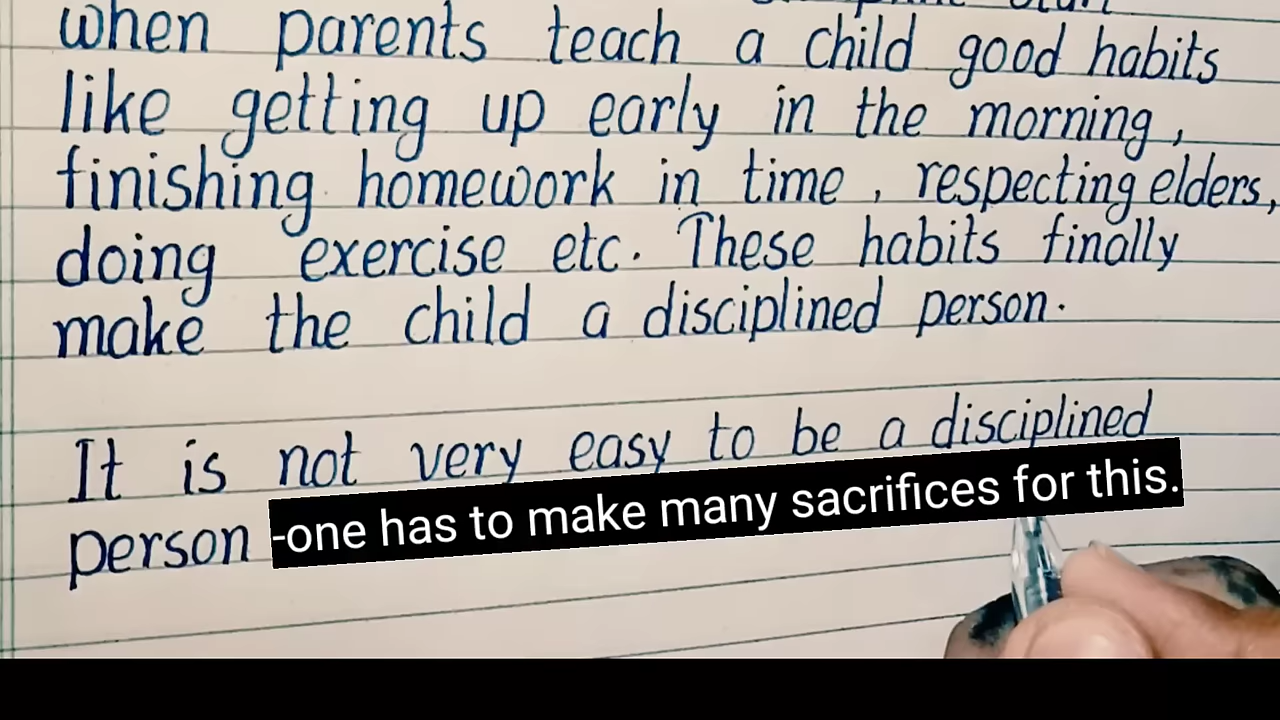 when parents teach a child good habits
like getting up early in the morning,
finishing homework in time, respecting elders,
doing exercise etc. These habits finally
make the child a disciplined person.
It is not very easy to be a disciplined
person -one has to make many sacrifices for this.